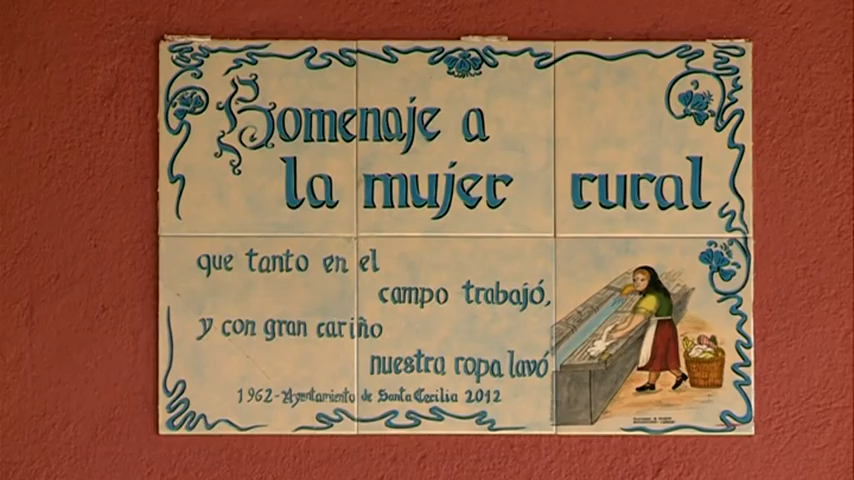 Homenaje a
la mujer rural
que tanto en el
campo trabajó,
y con gran cariño
nuestra ropa lavó
1962-Ayuntamiento de Santa Cecilia 2012